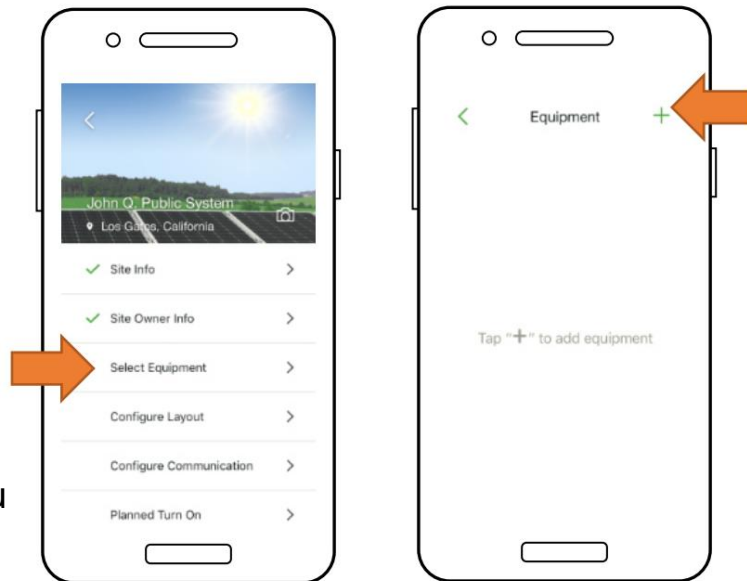 John Q. Public System
Los Gatos, California
Site Info
Site Owner Info
Select Equipment
Configure Layout
Configure Communication
Planned Turn On
Equipment
Tap "+" to add equipment